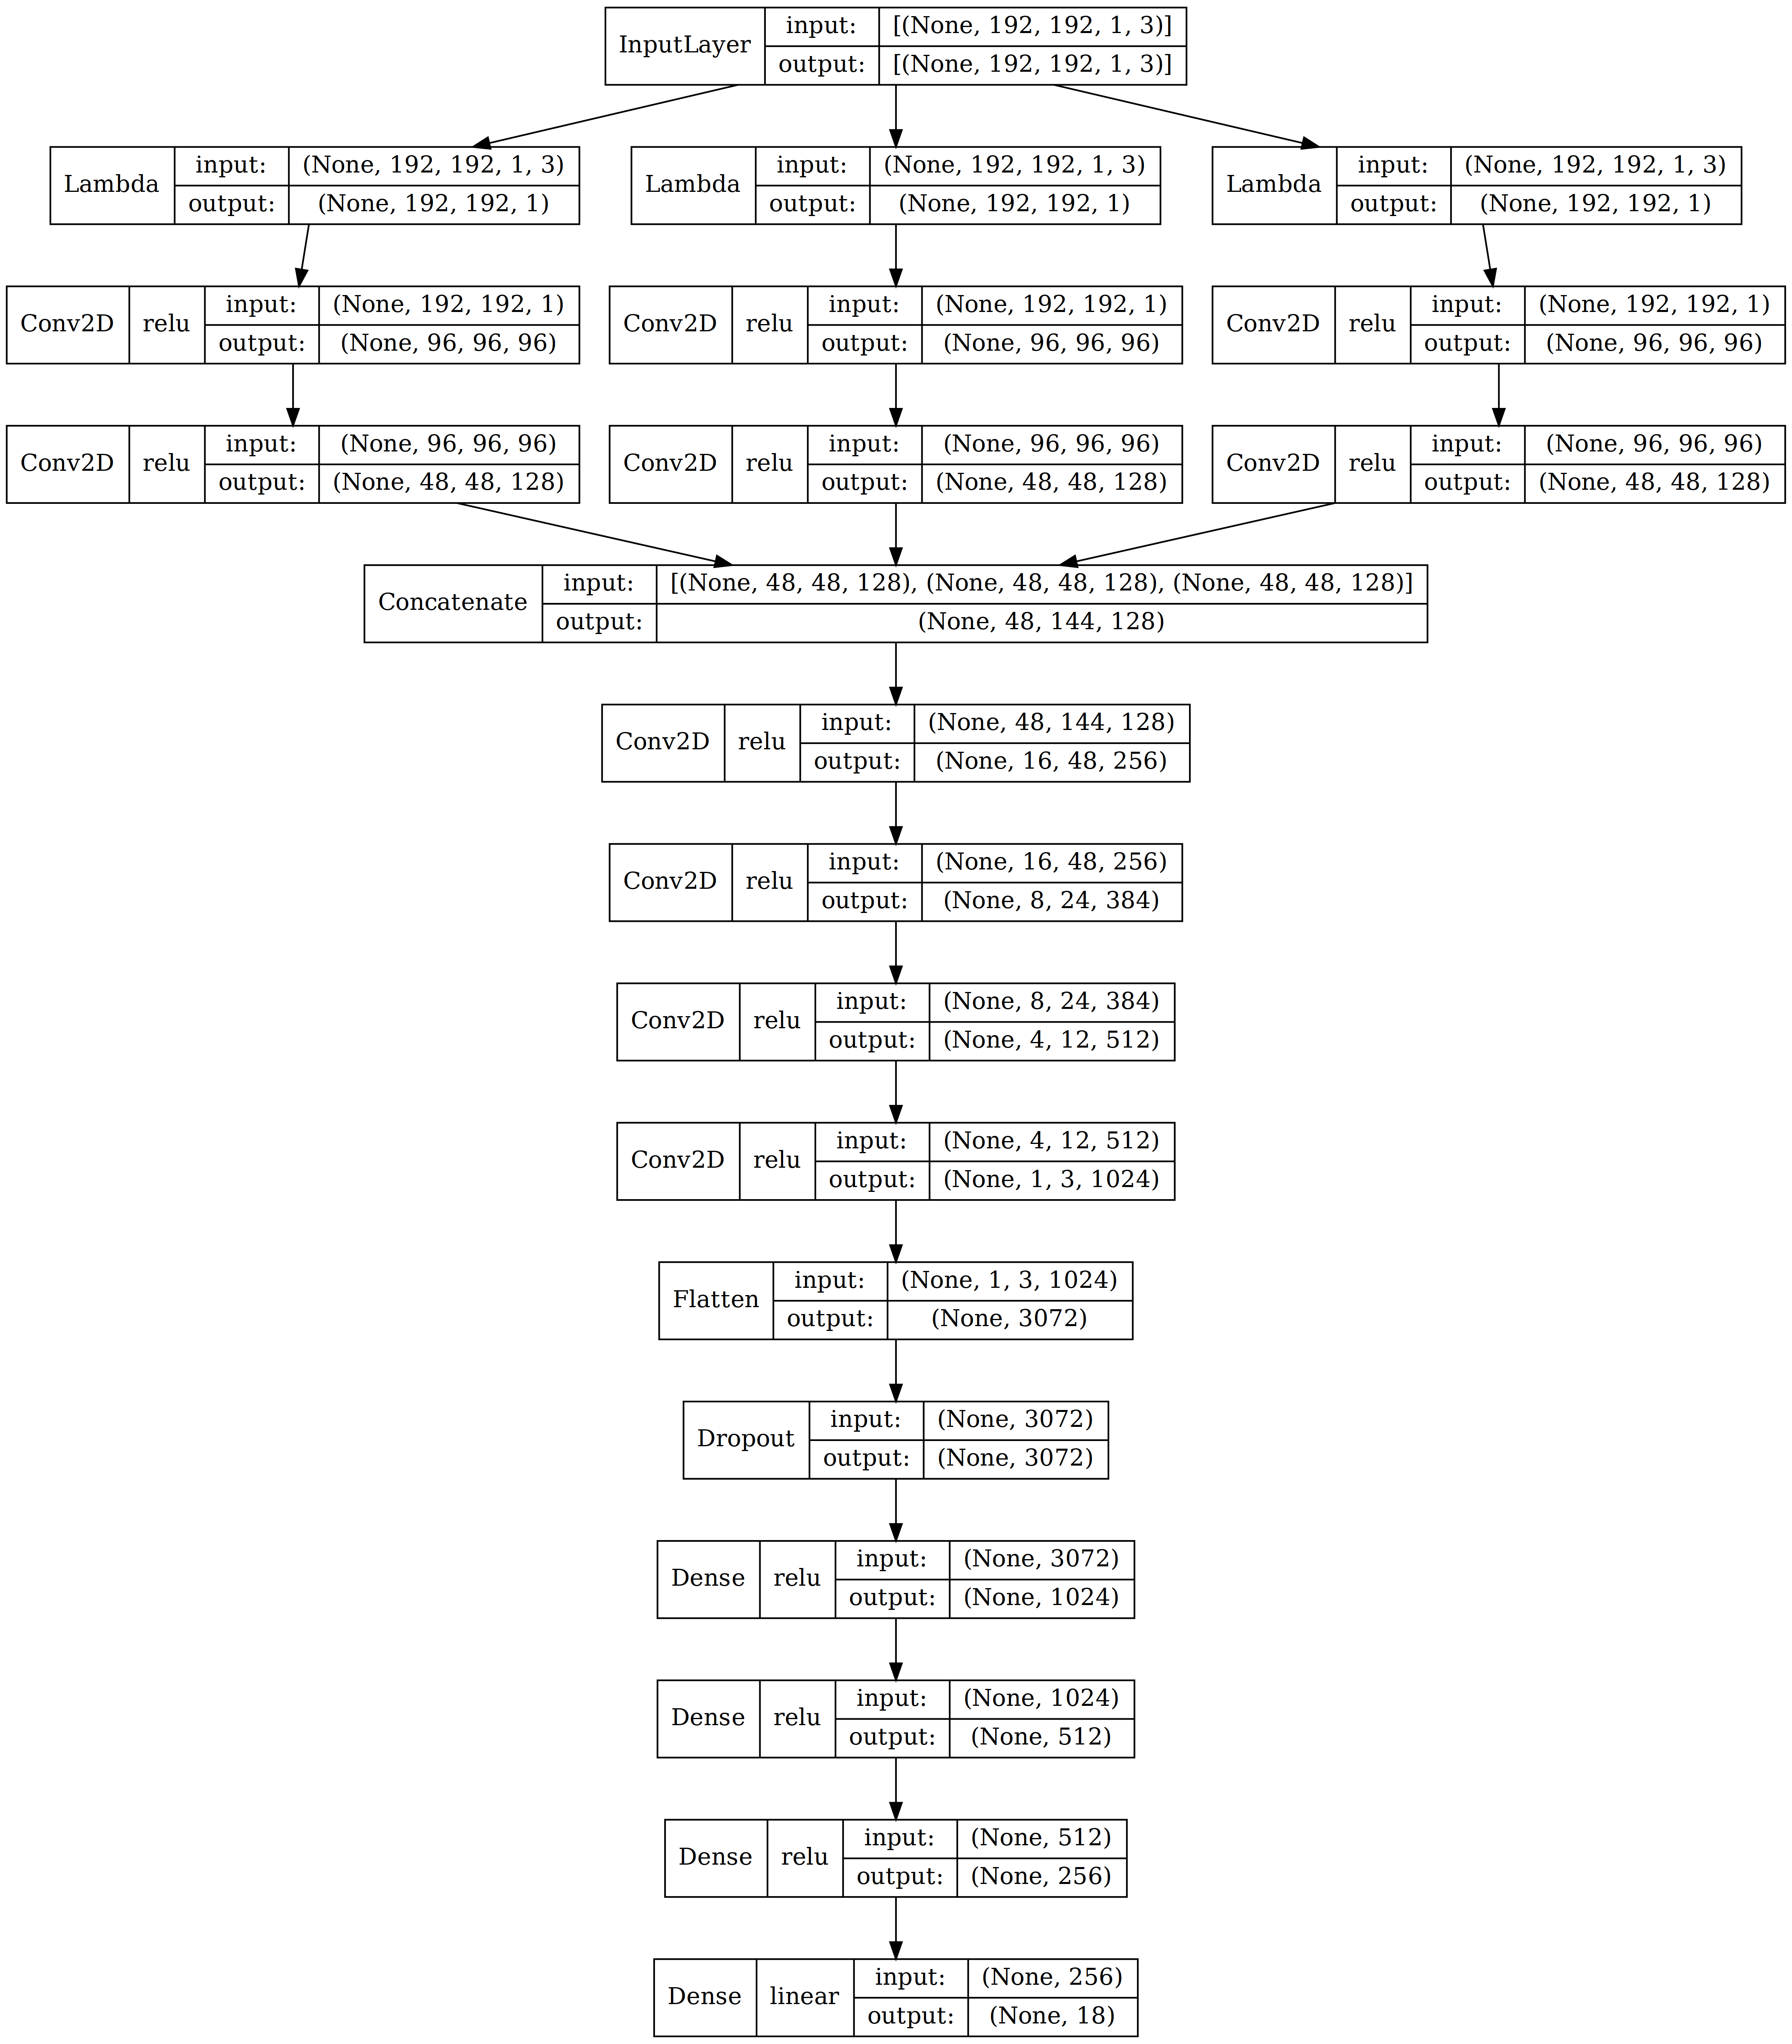 InputLayer input: [(None, 192, 192, 1, 3)]
output: [(None, 192, 192, 1, 3)]
Lambda input: (None, 192, 192, 1, 3)
output: (None, 192, 192, 1)
Lambda input: (None, 192, 192, 1, 3)
output: (None, 192, 192, 1)
Lambda input: (None, 192, 192, 1, 3)
output: (None, 192, 192, 1)
Conv2D relu input: (None, 192, 192, 1)
output: (None, 96, 96, 96)
Conv2D relu input: (None, 192, 192, 1)
output: (None, 96, 96, 96)
Conv2D relu input: (None, 192, 192, 1)
output: (None, 96, 96, 96)
Conv2D relu input: (None, 96, 96, 96)
output: (None, 48, 48, 128)
Conv2D relu input: (None, 96, 96, 96)
output: (None, 48, 48, 128)
Conv2D relu input: (None, 96, 96, 96)
output: (None, 48, 48, 128)
Concatenate input: [(None, 48, 48, 128), (None, 48, 48, 128), (None, 48, 48, 128)]
output: (None, 48, 144, 128)
Conv2D relu input: (None, 48, 144, 128)
output: (None, 16, 48, 256)
Conv2D relu input: (None, 16, 48, 256)
output: (None, 8, 24, 384)
Conv2D relu input: (None, 8, 24, 384)
output: (None, 4, 12, 512)
Conv2D relu input: (None, 4, 12, 512)
output: (None, 1, 3, 1024)
Flatten input: (None, 1, 3, 1024)
output: (None, 3072)
Dropout input: (None, 3072)
output: (None, 3072)
Dense relu input: (None, 3072)
output: (None, 1024)
Dense relu input: (None, 1024)
output: (None, 512)
Dense relu input: (None, 512)
output: (None, 256)
Dense linear input: (None, 256)
output: (None, 18)